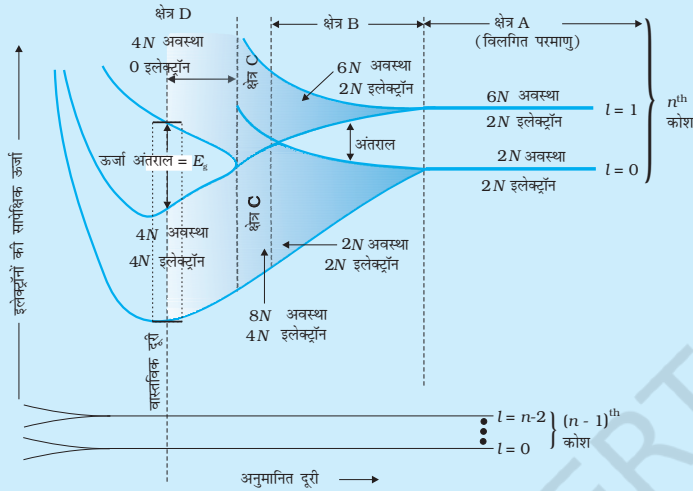 क्षेत्र D
4N अवस्था
0 इलेक्ट्रॉन
क्षेत्र C
क्षेत्र B
क्षेत्र A
(विलगित परमाणु)
6N अवस्था
2N इलेक्ट्रॉन
6N अवस्था
2N इलेक्ट्रॉन
l = 1
nth
कोश
अंतराल
ऊर्जा अंतराल = Eg
2N अवस्था
2N इलेक्ट्रॉन
l = 0
क्षेत्र C
4N अवस्था
4N इलेक्ट्रॉन
2N अवस्था
2N इलेक्ट्रॉन
8N अवस्था
4N इलेक्ट्रॉन
इलेक्ट्रॉनों की सापेक्षिक ऊर्जा
वास्तविक दूरी
l = n-2
l = 0
(n - 1)th
कोश
अनुमानित दूरी
ERT